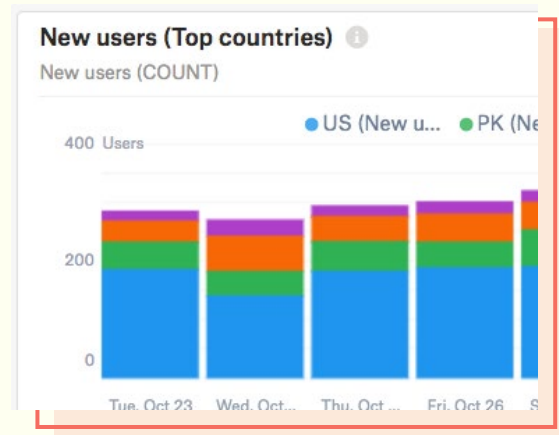 New users (Top countries)
New users (COUNT)
US (New u... PK (Ne
400 Users
200
0
Tue, Oct 23 Wed, Oct... Thu, Oct ... Fri, Oct 26 S